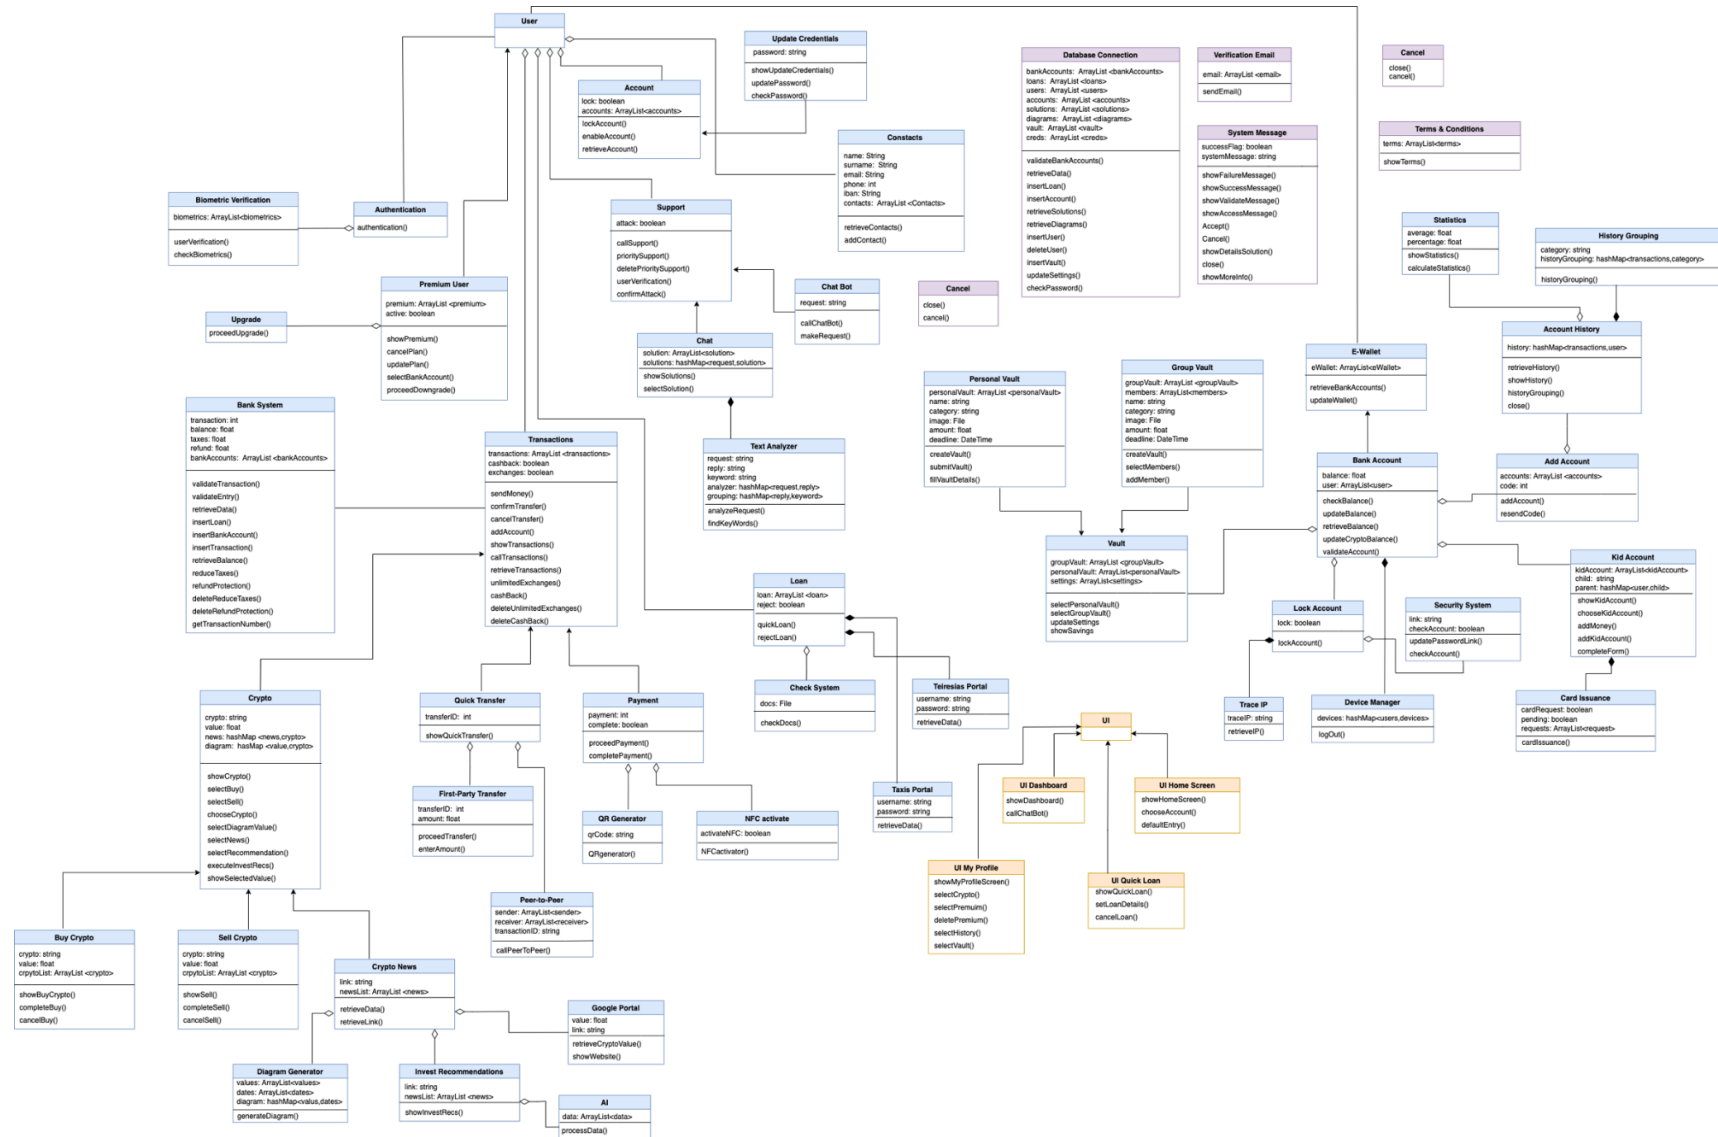 User
Update Credentials
password: string
showUpdateCredentials()
updatePassword()
checkPassword()
Account
lock: boolean
accounts: ArrayList<accounts>
lockAccount()
enableAccount()
retrieveAccount()
Constacts
name: String
surname: String
email: String
phone: int
iban: String
contacts: ArrayList <Contacts>
retrieveContacts()
addContact()
Database Connection
bankAccounts: ArrayList <bankAccounts>
loans: ArrayList <loans>
users: ArrayList <users>
accounts: ArrayList <accounts>
solutions: ArrayList <solutions>
diagrams: ArrayList <diagrams>
vault: ArrayList <vault>
creds: ArrayList <creds>
validateBankAccounts()
retrieveData()
insertLoan()
insertAccount()
retrieveSolutions()
retrieveDiagrams()
insertUser()
deleteUser()
insertVault()
updateSettings()
checkPassword()
Verification Email
email: ArrayList <email>
sendEmail()
Cancel
close()
cancel()
System Message
successFlag: boolean
systemMessage: string
showFailureMessage()
showSuccessMessage()
showValidateMessage()
showAccessMessage()
Accept()
Cancel()
showDetailsSolution()
close()
showMoreInfo()
Terms & Conditions
terms: ArrayList<terms>
showTerms()
Biometric Verification
biometrics: ArrayList<biometrics>
userVerification()
checkBiometrics()
Authentication
authentication()
Support
attack: boolean
callSupport()
prioritySupport()
deletePrioritySupport()
userVerification()
confirmAttack()
Statistics
average: float
percentage: float
showStatistics()
calculateStatistics()
History Grouping
category: string
historyGrouping: hashMap<transactions,category>
historyGrouping()
Premium User
premium: ArrayList <premium>
active: boolean
showPremium()
cancelPlan()
updatePlan()
selectBankAccount()
proceedDowngrade()
Upgrade
proceedUpgrade()
Chat Bot
request: string
callChatBot()
makeRequest()
Cancel
close()
cancel()
Chat
solution: ArrayList<solution>
solutions: hashMap<request,solution>
showSolutions()
selectSolution()
E-Wallet
eWallet: ArrayList<eWallet>
retrieveBankAccounts()
updateWallet()
Account History
history: hashMap<transactions,user>
retrieveHistory()
showHistory()
historyGrouping()
close()
Personal Vault
personalVault: ArrayList <personalVault>
name: string
category: string
image: File
amount: float
deadline: DateTime
createVault()
submitVault()
fillVaultDetails()
Group Vault
groupVault: ArrayList <groupVault>
members: ArrayList<members>
name: string
category: string
image: File
amount: float
deadline: DateTime
createVault()
selectMembers()
addMember()
Bank System
transaction: int
balance: float
taxes: float
refund: float
bankAccounts: ArrayList <bankAccounts>
validateTransaction()
validateEntry()
retrieveData()
insertLoan()
insertBankAccount()
insertTransaction()
retrieveBalance()
reduceTaxes()
refundProtection()
deleteReduceTaxes()
deleteRefundProtection()
getTransactionNumber()
Transactions
transactions: ArrayList <transactions>
cashback: boolean
exchanges: boolean
sendMoney()
confirmTransfer()
cancelTransfer()
addAccount()
showTransactions()
callTransactions()
retrieveTransactions()
unlimitedExchanges()
cashBack()
deleteUnlimitedExchanges()
deleteCashBack()
Text Analyzer
request: string
reply: string
keyword: string
analyzer: hashMap<request,reply>
grouping: hashMap<reply,keyword>
analyzeRequest()
findKeyWords()
Bank Account
balance: float
user: ArrayList<user>
checkBalance()
updateBalance()
retrieveBalance()
updateCryptoBalance()
validateAccount()
Add Account
accounts: ArrayList <accounts>
code: int
addAccount()
resendCode()
Vault
groupVault: ArrayList <groupVault>
personalVault: ArrayList<personalVault>
settings: ArrayList<settings>
selectPersonalVault()
selectGroupVault()
updateSettings
showSavings
Kid Account
kidAccount: ArrayList<kidAccount>
child: string
parent: hashMap<user,child>
showKidAccount()
chooseKidAccount()
addMoney()
addKidAccount()
completeForm()
Loan
loan: ArrayList <loan>
reject: boolean
quickLoan()
rejectLoan()
Lock Account
lock: boolean
lockAccount()
Security System
link: string
checkAccount: boolean
updatePasswordLink()
checkAccount()
Crypto
crypto: string
value: float
news: hashMap <news,crypto>
diagram: hasMap <value,crypto>
showCrypto()
selectBuy()
selectSell()
chooseCrypto()
selectDiagramValue()
selectNews()
selectRecommendation()
executeInvestRecs()
showSelectedValue()
Quick Transfer
transferID: int
showQuickTransfer()
Payment
payment: int
complete: boolean
proceedPayment()
completePayment()
Check System
docs: File
checkDocs()
Teiresias Portal
username: string
password: string
retrieveData()
Trace IP
traceIP: string
retrieveIP()
Device Manager
devices: hashMap<users,devices>
logOut()
Card Issuance
cardRequest: boolean
pending: boolean
requests: ArrayList<request>
cardIssuance()
UI
First-Party Transfer
transferID: int
amount: float
proceedTransfer()
enterAmount()
QR Generator
qrCode: string
QRgenerator()
NFC activate
activateNFC: boolean
NFCactivator()
Taxis Portal
username: string
password: string
retrieveData()
UI Dashboard
showDashboard()
callChatBot()
UI Home Screen
showHomeScreen()
chooseAccount()
defaultEntry()
UI My Profile
showMyProfileScreen()
selectCrypto()
selectPremuim()
deletePremium()
selectHistory()
selectVault()
UI Quick Loan
showQuickLoan()
setLoanDetails()
cancelLoan()
Peer-to-Peer
sender: ArrayList<sender>
receiver: ArrayList<receiver>
transactionID: string
callPeerToPeer()
Buy Crypto
crypto: string
value: float
crpytoList: ArrayList <crypto>
showBuyCrypto()
completeBuy()
cancelBuy()
Sell Crypto
crypto: string
value: float
crpytoList: ArrayList <crypto>
showSell()
completeSell()
cancelSell()
Crypto News
link: string
newsList: ArrayList <news>
retrieveData()
retrieveLink()
Google Portal
value: float
link: string
retrieveCryptoValue()
showWebsite()
Diagram Generator
values: ArrayList<values>
dates: ArrayList<dates>
diagram: hashMap<valus,dates>
generateDiagram()
Invest Recommendations
link: string
newsList: ArrayList <news>
showInvestRecs()
AI
data: ArrayList<data>
processData()